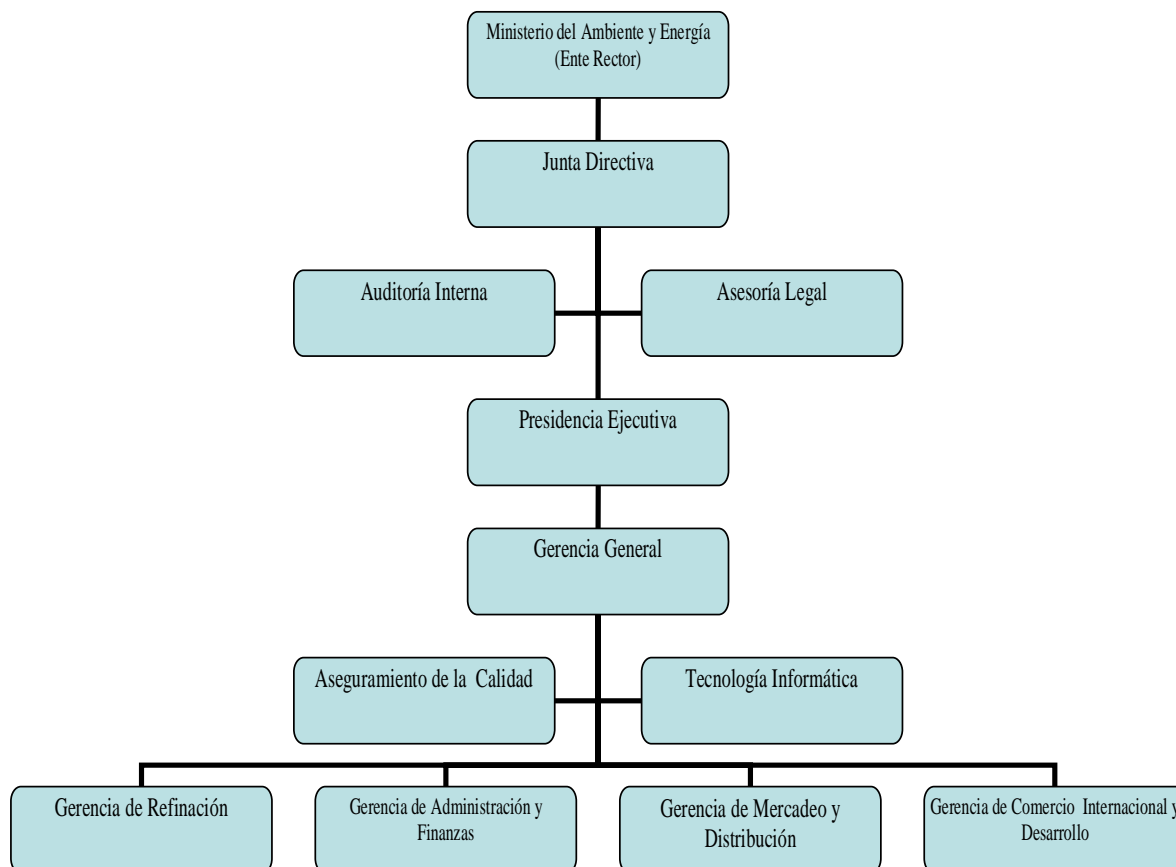 Ministerio del Ambiente y Energía
(Ente Rector)
Junta Directiva
Auditoría Interna
Asesoría Legal
Presidencia Ejecutiva
Gerencia General
Aseguramiento de la Calidad
Tecnología Informática
Gerencia de Refinación
Gerencia de Administración y
Finanzas
Gerencia de Mercadeo y
Distribución
Gerencia de Comercio Internacional y
Desarrollo